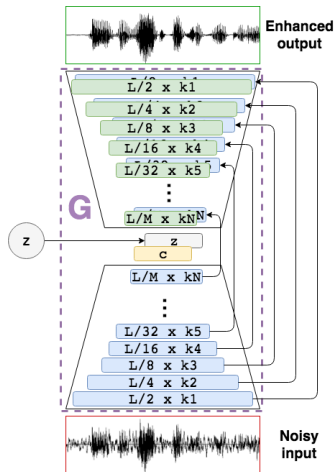 Enhanced
output
L/2 x k1
L/4 x k2
L/8 x k3
L/16 x k4
L/32 x k5
L/M x kN
G
z
z
c
L/M x kN
L/32 x k5
L/16 x k4
L/8 x k3
L/4 x k2
L/2 x k1
Noisy
input